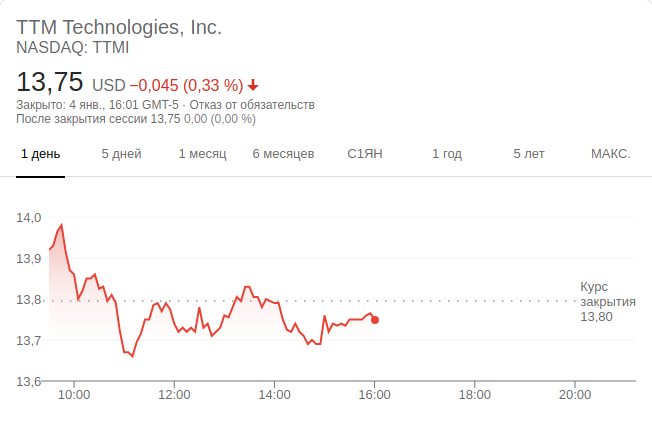 TTM Technologies, Inc.
NASDAQ: TTMI
13,75 USD −0,045 (0,33 %)
Закрыто: 4 янв., 16:01 GMT-5 · Отказ от обязательств
После закрытия сессии 13,75 0,00 (0,00 %)
1 день 5 дней 1 месяц 6 месяцев С1ЯН 1 год 5 лет МАКС.
14,0
13,9
Курс
13,8 закрытия
13,80
13,7
13,6
10:00 12:00 14:00 16:00 18:00 20:00